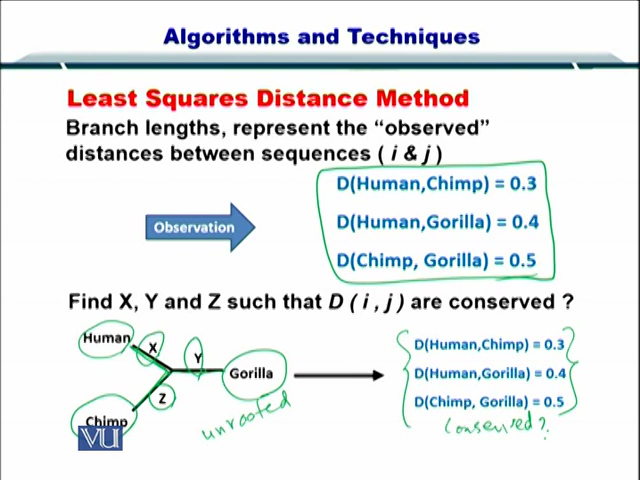 Algorithms and Techniques
Least Squares Distance Method
Branch lengths, represent the “observed”
distances between sequences ( i & j )
Observation
D(Human,Chimp) = 0.3
D(Human,Gorilla) = 0.4
D(Chimp, Gorilla) = 0.5
Find X, Y and Z such that D ( i , j ) are conserved ?
Human
X
Y
Z
Gorilla
Chimp
unrooted
D(Human,Chimp) = 0.3
D(Human,Gorilla) = 0.4
D(Chimp, Gorilla) = 0.5
Conserved?
VU